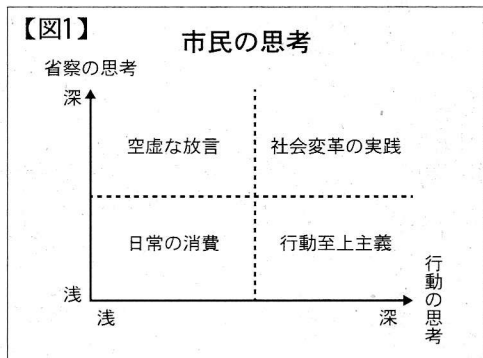 【図1】
市民の思考
省察の思考
深
空虚な放言
社会変革の実践
日常の消費
行動至上主義
浅
浅
深
行動の思考